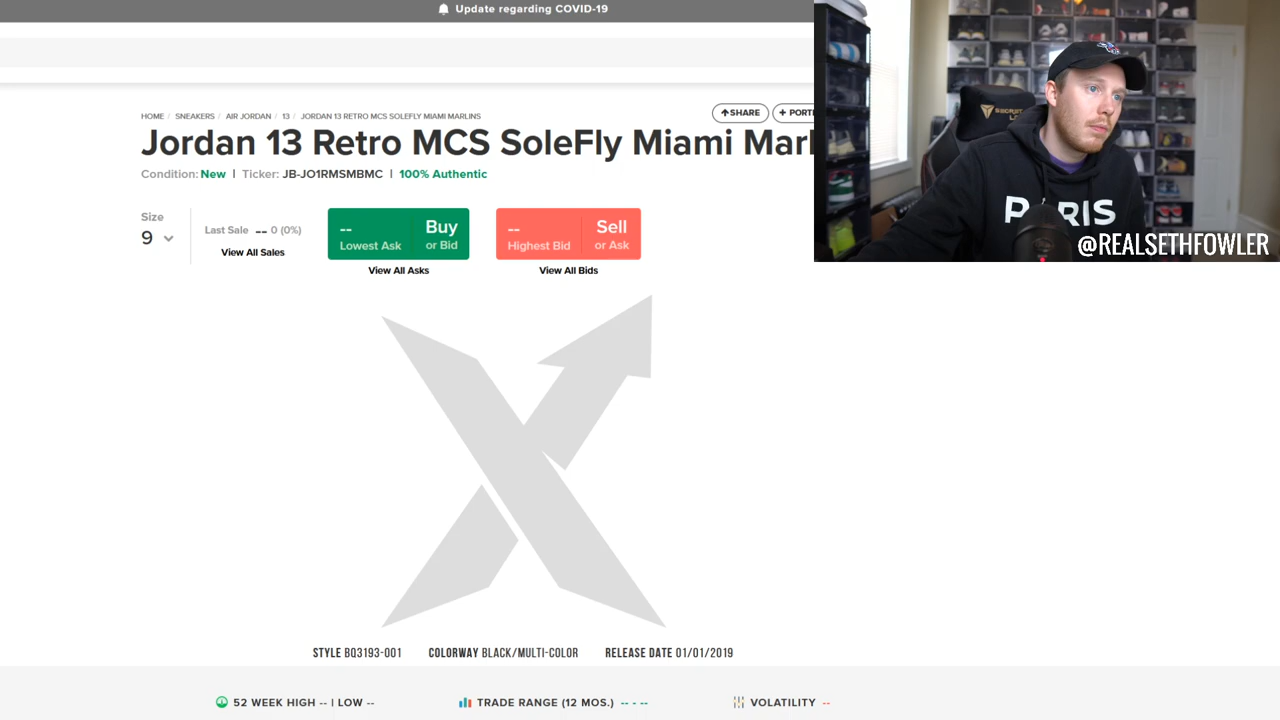 Update regarding COVID-19
HOME / SNEAKERS / AIR JORDAN / 13 / JORDAN 13 RETRO MCS SOLEFLY MIAMI MARLINS
SHARE
+ PORT
Jordan 13 Retro MCS SoleFly Miami Marl
Condition: New | Ticker: JB-JO1RMSMBMC | 100% Authentic
Size
9
Last Sale -- 0 (0%)
View All Sales
-- Buy
Lowest Ask or Bid
View All Asks
-- Sell
Highest Bid or Ask
View All Bids
PARIS
@REALSETHFOWLER
STYLE BQ3193-001 COLORWAY BLACK/MULTI-COLOR RELEASE DATE 01/01/2019
52 WEEK HIGH -- | LOW -- TRADE RANGE (12 MOS.) -- - -- VOLATILITY --